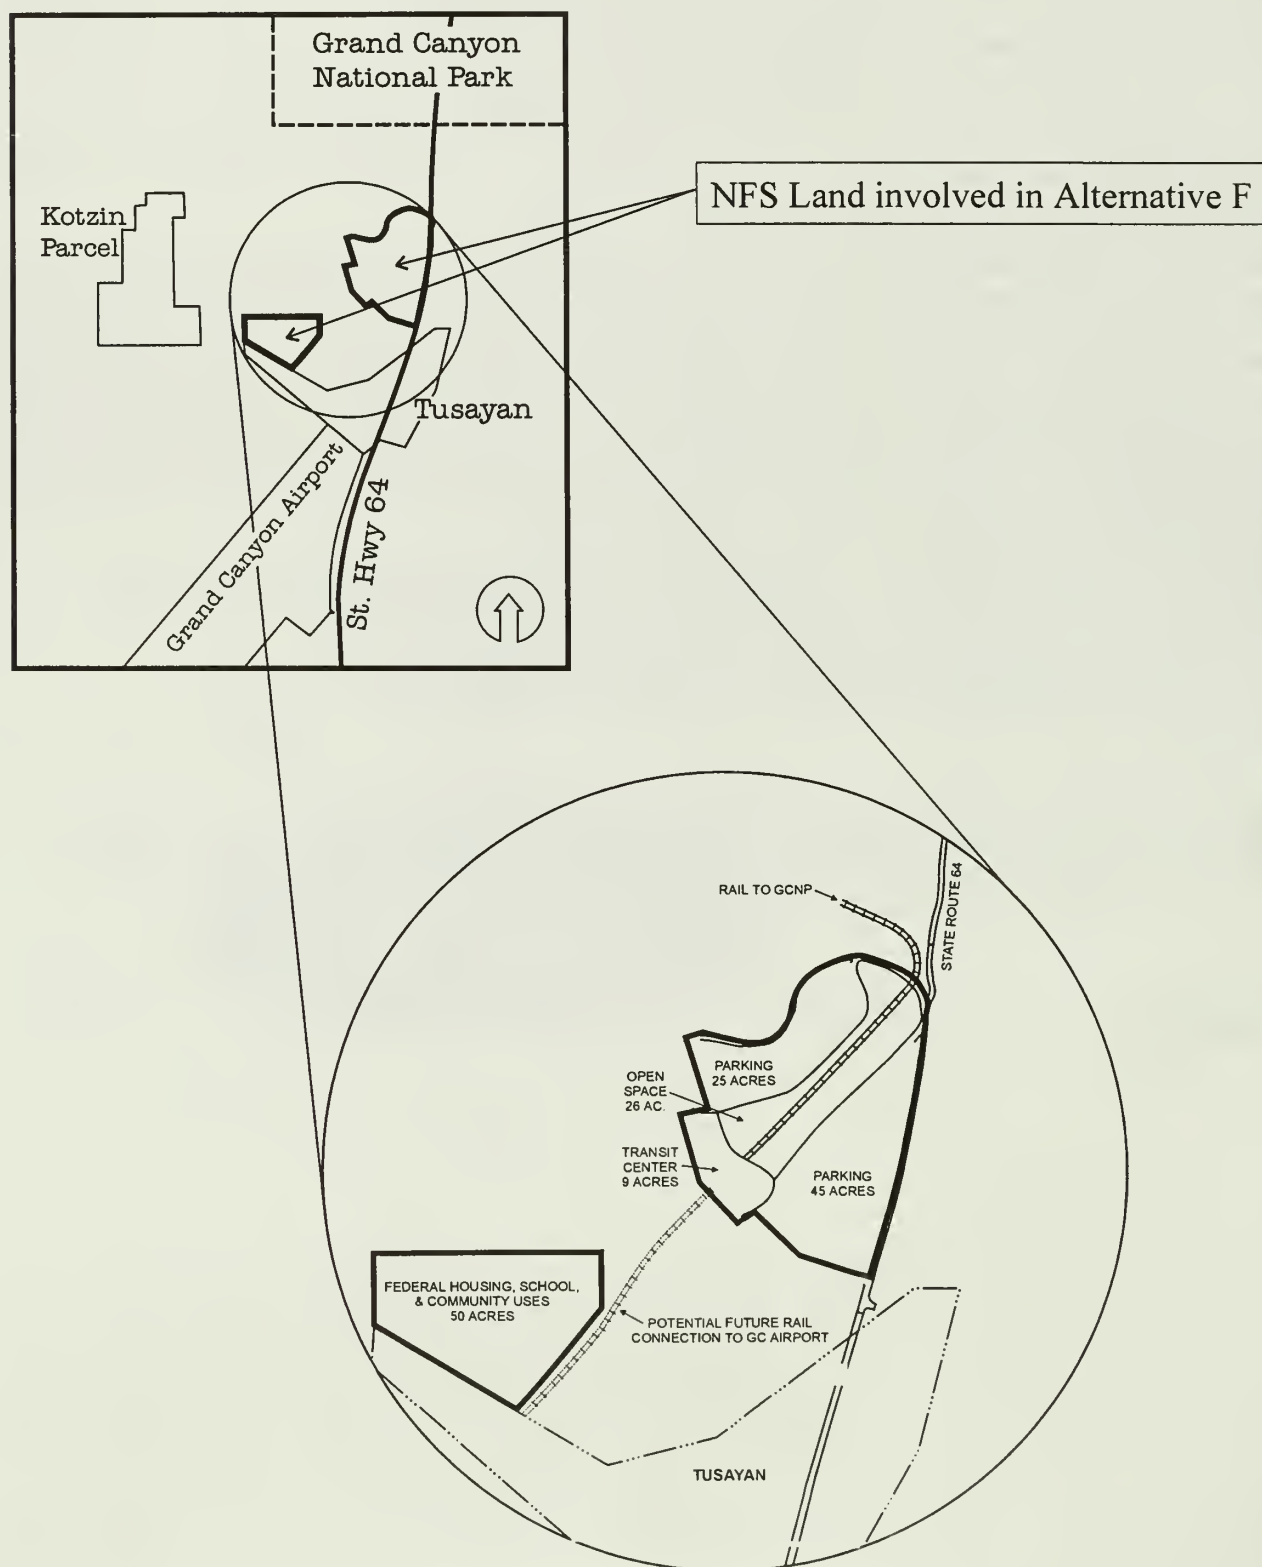 Grand Canyon
National Park
NFS Land involved in Alternative F
Kotzin
Parcel
Tusayan
Grand Canyon Airport
St. Hwy 64
RAIL TO GCNP
STATE ROUTE 64
PARKING
25 ACRES
OPEN
SPACE
26 AC.
TRANSIT
CENTER
9 ACRES
PARKING
45 ACRES
FEDERAL HOUSING, SCHOOL,
& COMMUNITY USES
50 ACRES
POTENTIAL FUTURE RAIL
CONNECTION TO GC AIRPORT
TUSAYAN